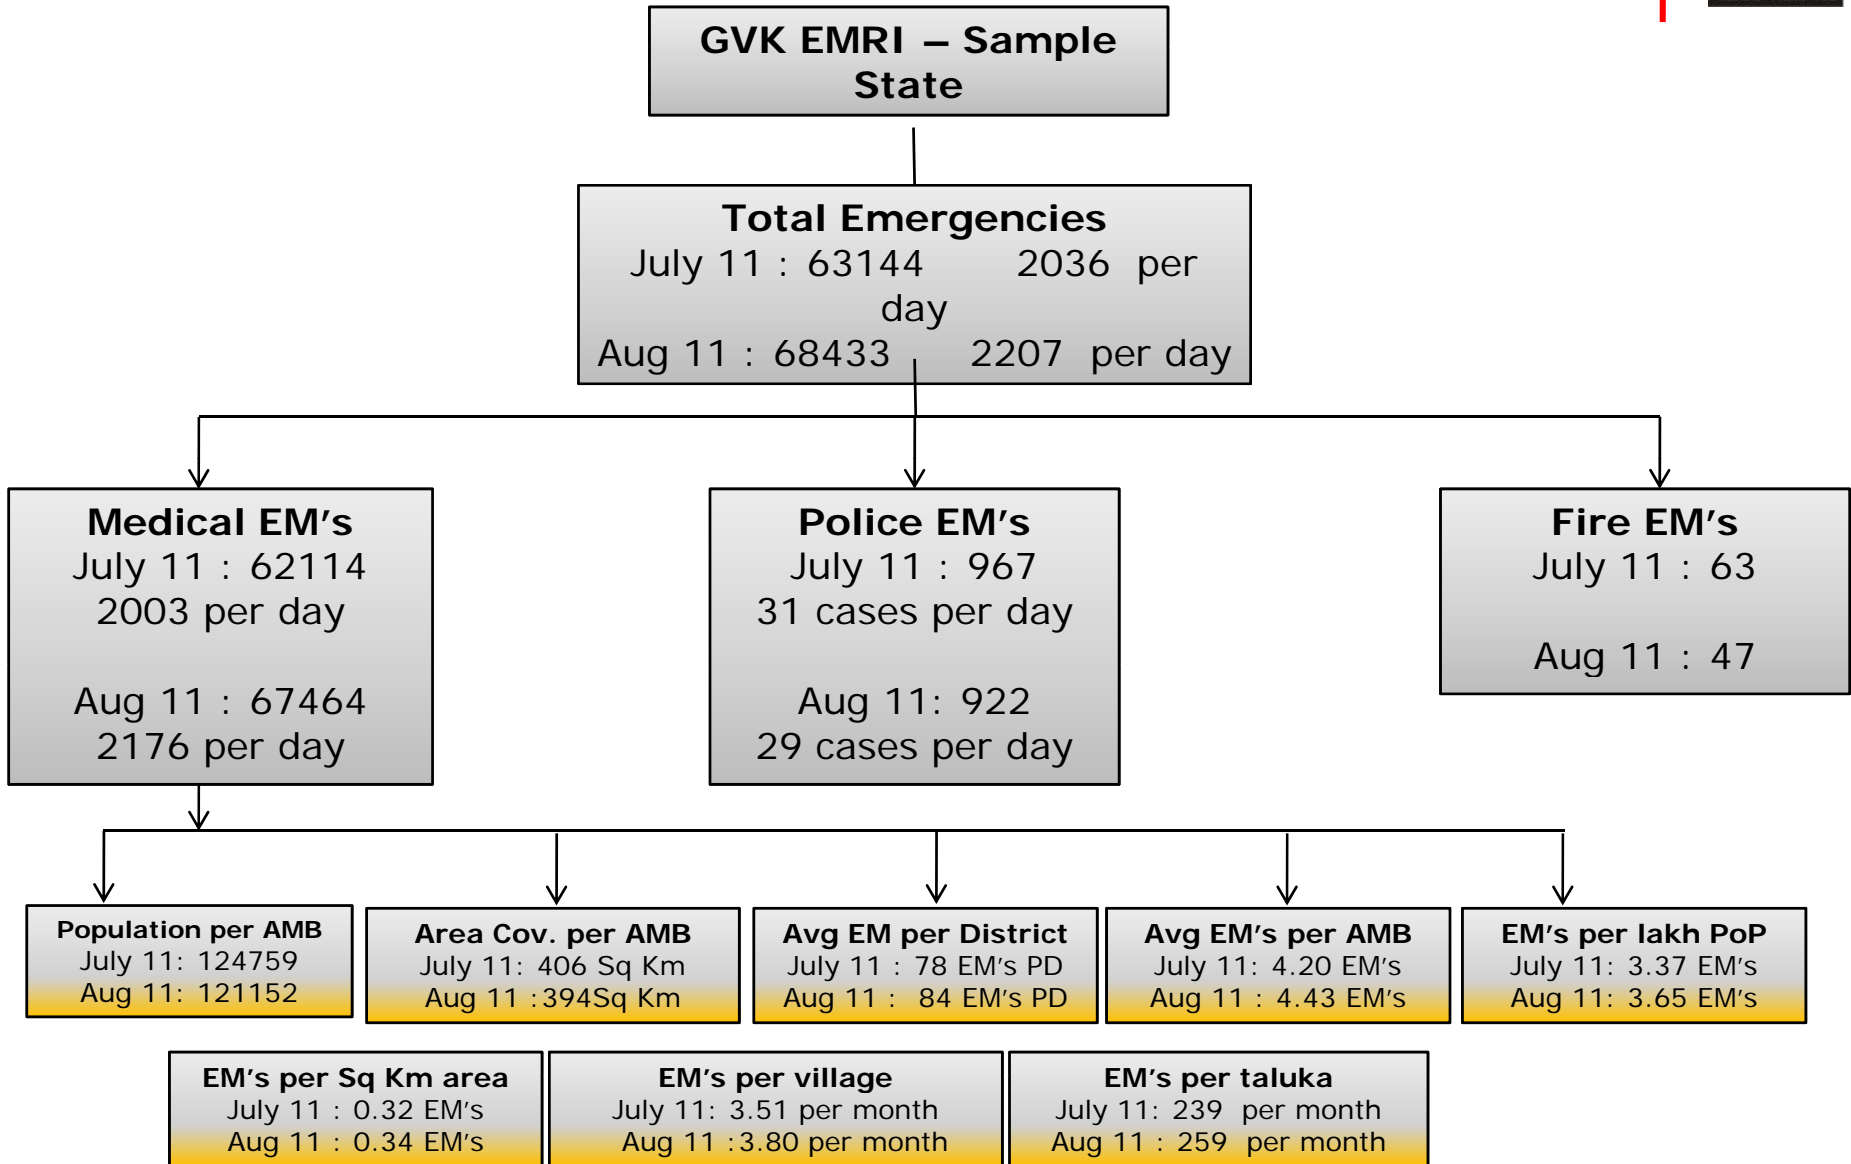 GVK EMRI – Sample
State
Total Emergencies
July 11 : 63144 2036 per
day
Aug 11 : 68433 2207 per day
Medical EM's
July 11 : 62114
2003 per day
Aug 11 : 67464
2176 per day
Police EM's
July 11 : 967
31 cases per day
Aug 11: 922
29 cases per day
Fire EM's
July 11 : 63
Aug 11 : 47
Population per AMB
July 11: 124759
Aug 11: 121152
Area Cov. per AMB
July 11: 406 Sq Km
Aug 11 :394Sq Km
Avg EM per District
July 11 : 78 EM's PD
Aug 11 : 84 EM's PD
Avg EM's per AMB
July 11: 4.20 EM's
Aug 11 : 4.43 EM's
EM's per lakh PoP
July 11: 3.37 EM's
Aug 11: 3.65 EM's
EM's per Sq Km area
July 11 : 0.32 EM's
Aug 11 : 0.34 EM's
EM's per village
July 11: 3.51 per month
Aug 11 :3.80 per month
EM's per taluka
July 11: 239 per month
Aug 11 : 259 per month